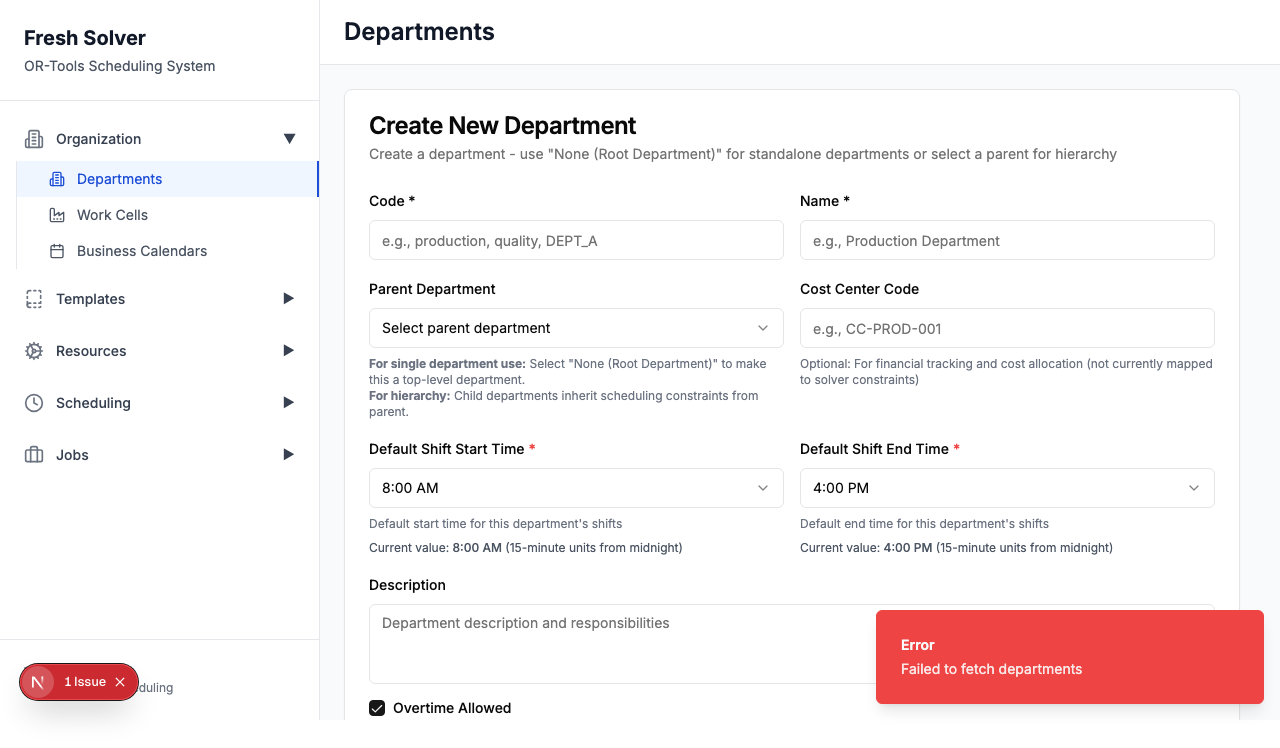 Fresh Solver
OR-Tools Scheduling System
Organization
Departments
Work Cells
Business Calendars
Templates
Resources
Scheduling
Jobs
N 1 Issue
duling
Departments
Create New Department
Create a department - use "None (Root Department)" for standalone departments or select a parent for hierarchy
Code *
e.g., production, quality, DEPT_A
Name *
e.g., Production Department
Parent Department
Select parent department
For single department use: Select "None (Root Department)" to make
this a top-level department.
For hierarchy: Child departments inherit scheduling constraints from
parent.
Cost Center Code
e.g., CC-PROD-001
Optional: For financial tracking and cost allocation (not currently mapped
to solver constraints)
Default Shift Start Time *
8:00 AM
Default start time for this department's shifts
Current value: 8:00 AM (15-minute units from midnight)
Default Shift End Time *
4:00 PM
Default end time for this department's shifts
Current value: 4:00 PM (15-minute units from midnight)
Description
Department description and responsibilities
Overtime Allowed
Error
Failed to fetch departments